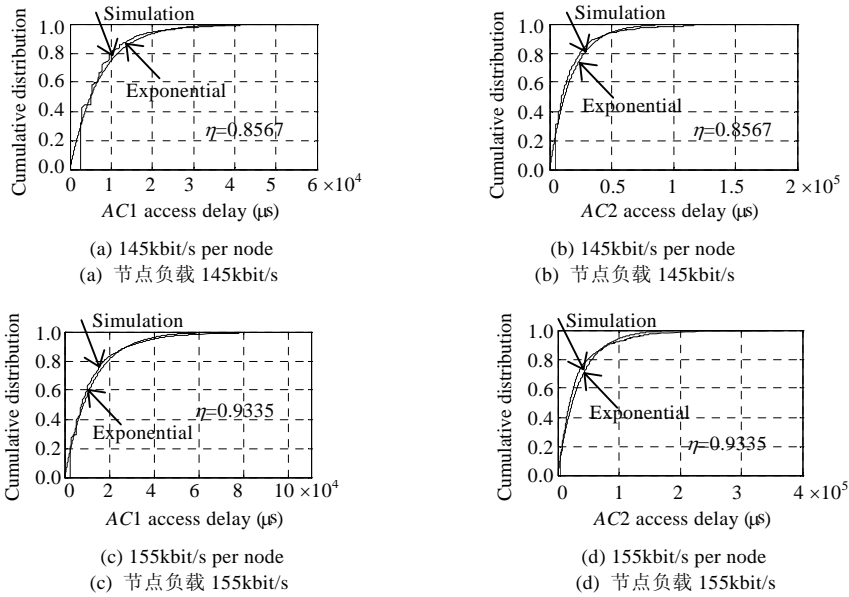 Simulation
1.0
0.8
0.6
0.4
0.2
0.0
Cumulative distribution
Exponential
η=0.8567
0 1 2 3 4 5 6 ×10⁴
AC1 access delay (μs)
(a) 145kbit/s per node
(a) 节点负载 145kbit/s
Simulation
1.0
0.8
0.6
0.4
0.2
0.0
Cumulative distribution
Exponential
η=0.8567
0 0.5 1 1.5 2 ×10⁵
AC2 access delay (μs)
(b) 145kbit/s per node
(b) 节点负载 145kbit/s
Simulation
1.0
0.8
0.6
0.4
0.2
0.0
Cumulative distribution
Exponential
η=0.9335
0 2 4 6 8 10 ×10⁴
AC1 access delay (μs)
(c) 155kbit/s per node
(c) 节点负载 155kbit/s
Simulation
1.0
0.8
0.6
0.4
0.2
0.0
Cumulative distribution
Exponential
η=0.9335
0 1 2 3 4 ×10⁵
AC2 access delay (μs)
(d) 155kbit/s per node
(d) 节点负载 155kbit/s